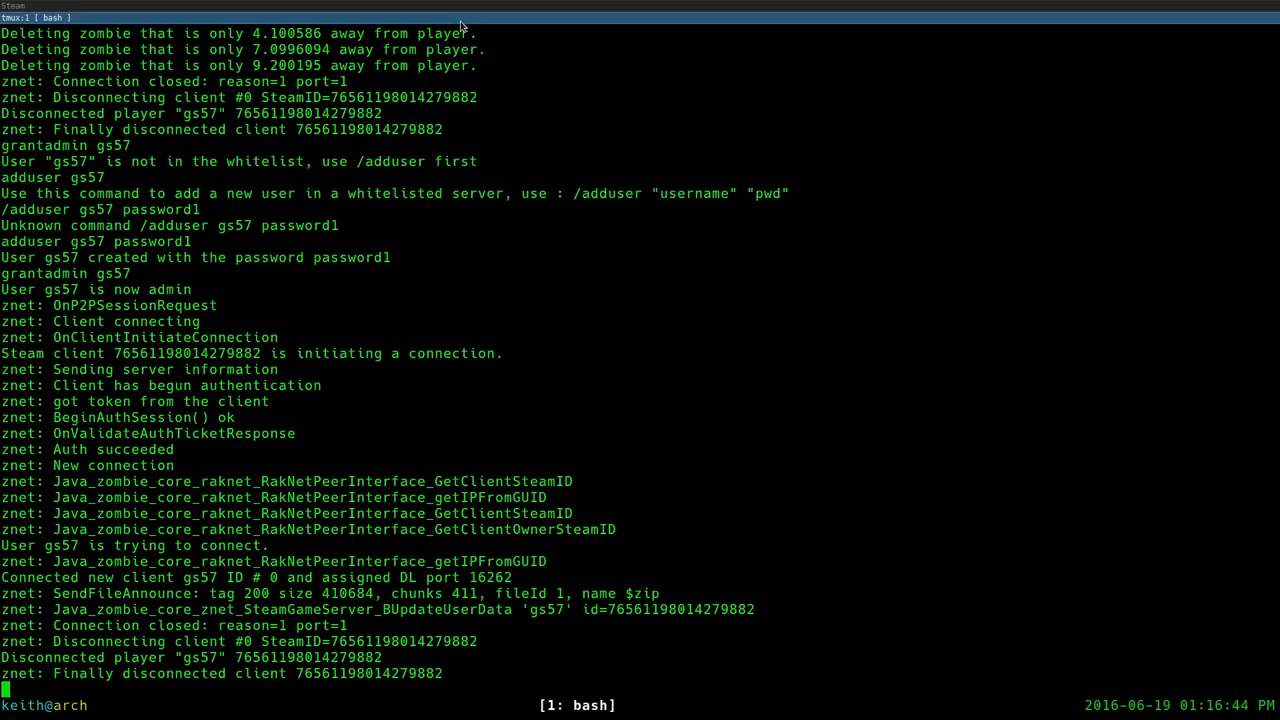 Steam
tmux:1 [ bash ]
Deleting zombie that is only 4.100586 away from player.
Deleting zombie that is only 7.0996094 away from player.
Deleting zombie that is only 9.200195 away from player.
znet: Connection closed: reason=1 port=1
znet: Disconnecting client #0 SteamID=76561198014279882
Disconnected player "gs57" 76561198014279882
znet: Finally disconnected client 76561198014279882
grantadmin gs57
User "gs57" is not in the whitelist, use /adduser first
adduser gs57
Use this command to add a new user in a whitelisted server, use : /adduser "username" "pwd"
/adduser gs57 password1
Unknown command /adduser gs57 password1
adduser gs57 password1
User gs57 created with the password password1
grantadmin gs57
User gs57 is now admin
znet: OnP2PSessionRequest
znet: Client connecting
znet: OnClientInitiateConnection
Steam client 76561198014279882 is initiating a connection.
znet: Sending server information
znet: Client has begun authentication
znet: got token from the client
znet: BeginAuthSession() ok
znet: OnValidateAuthTicketResponse
znet: Auth succeeded
znet: New connection
znet: Java_zombie_core_raknet_RakNetPeerInterface_GetClientSteamID
znet: Java_zombie_core_raknet_RakNetPeerInterface_getIPFromGUID
znet: Java_zombie_core_raknet_RakNetPeerInterface_GetClientSteamID
znet: Java_zombie_core_raknet_RakNetPeerInterface_GetClientOwnerSteamID
User gs57 is trying to connect.
znet: Java_zombie_core_raknet_RakNetPeerInterface_getIPFromGUID
Connected new client gs57 ID # 0 and assigned DL port 16262
znet: SendFileAnnounce: tag 200 size 410684, chunks 411, fileId 1, name $zip
znet: Java_zombie_core_znet_SteamGameServer_BUpdateUserData 'gs57' id=76561198014279882
znet: Connection closed: reason=1 port=1
znet: Disconnecting client #0 SteamID=76561198014279882
Disconnected player "gs57" 76561198014279882
znet: Finally disconnected client 76561198014279882
keith@arch [1: bash] 2016-06-19 01:16:44 PM